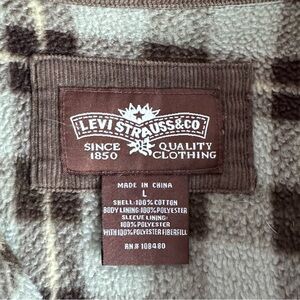 LEVI STRAUSS & CO
SINCE QUALITY
1850 CLOTHING
MADE IN CHINA
L
SHELL: 100% COTTON
BODY LINING: 100% POLYESTER
SLEEVE LINING:
100% POLYESTER
WITH 100% POLYESTER FIBERFILL
RN# 108480